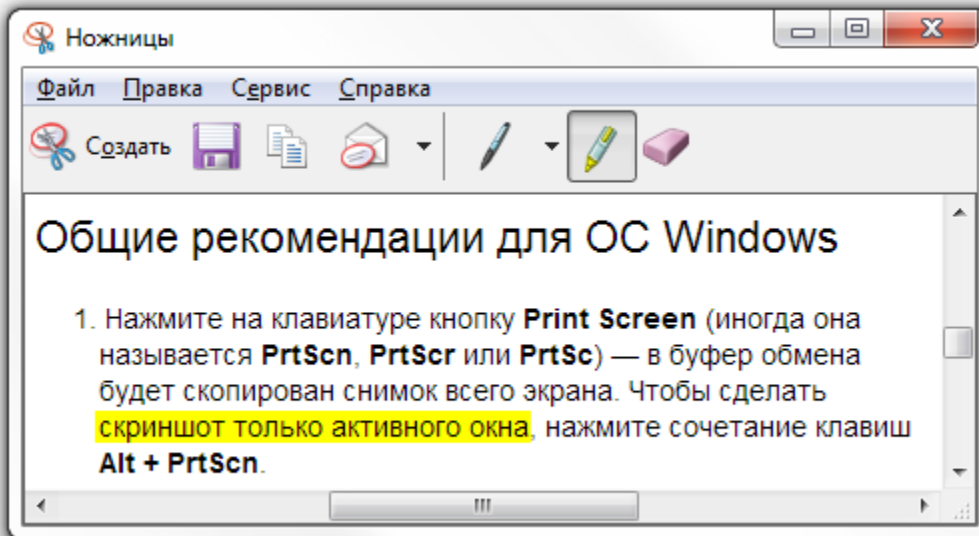 Ножницы
Файл Правка Сервис Справка
Создать
Общие рекомендации для ОС Windows
1. Нажмите на клавиатуре кнопку Print Screen (иногда она
называется PrtScn, PrtScr или PrtSc) — в буфер обмена
будет скопирован снимок всего экрана. Чтобы сделать
скриншот только активного окна, нажмите сочетание клавиш
Alt + PrtScn.